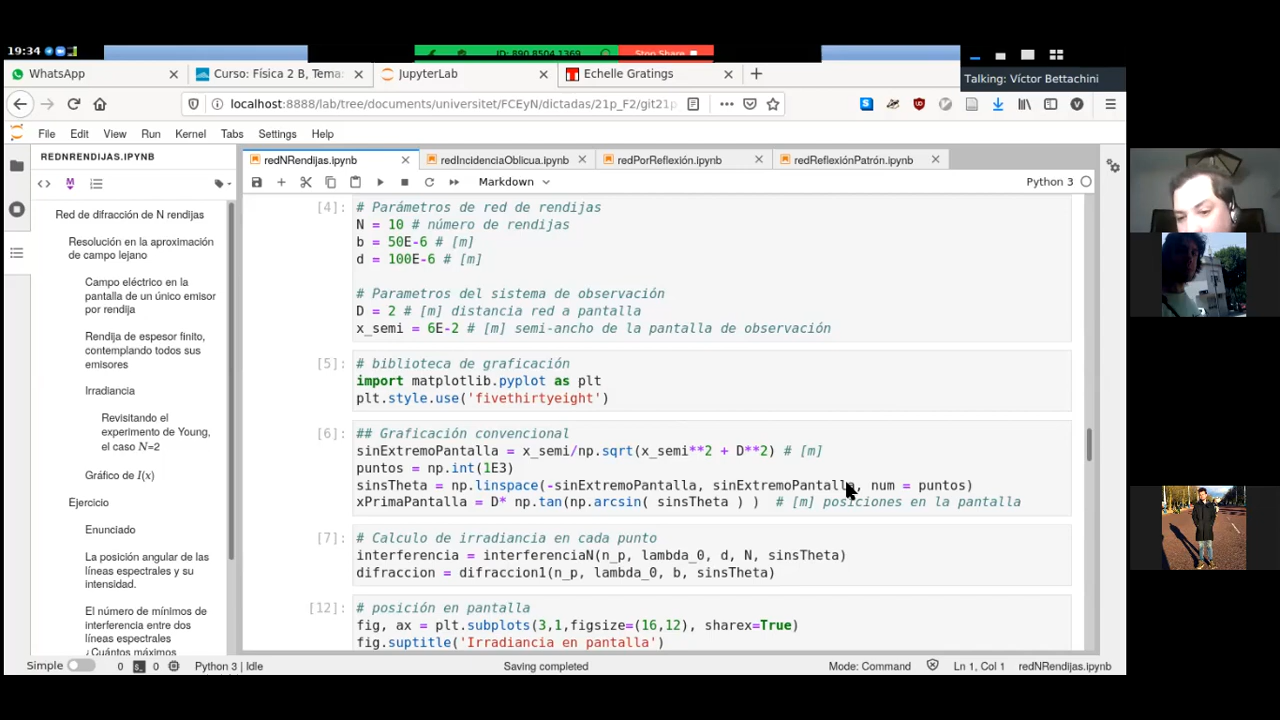 19:34
ID: 890 8504 1369
Stop Share
WhatsApp
Curso: Física 2 B, Tema:
JupyterLab
Echelle Gratings
Talking: Víctor Bettachini
localhost:8888/lab/tree/documents/universitet/FCEyN/dictadas/21p_F2/git21p
File Edit View Run Kernel Tabs Settings Help
REDNRENDIJAS.IPYNB
redNRendijas.ipynb
redIncidenciaOblicua.ipynb
redPorReflexión.ipynb
redReflexiónPatrón.ipynb
Markdown
Python 3
Red de difracción de N rendijas
Resolución en la aproximación
de campo lejano
Campo eléctrico en la
pantalla de un único emisor
por rendija
Rendija de espesor finito,
contemplando todos sus
emisores
Irradiancia
Revisitando el
experimento de Young,
el caso N=2
Gráfico de I(x)
Ejercicio
Enunciado
La posición angular de las
líneas espectrales y su
intensidad.
El número de mínimos de
interferencia entre dos
líneas espectrales
¿Cuántos máximos
[4]: # Parámetros de red de rendijas
N = 10 # número de rendijas
b = 50E-6 # [m]
d = 100E-6 # [m]
# Parametros del sistema de observación
D = 2 # [m] distancia red a pantalla
x_semi = 6E-2 # [m] semi-ancho de la pantalla de observación
[5]: # biblioteca de graficación
import matplotlib.pyplot as plt
plt.style.use('fivethirtyeight')
[6]: ## Graficación convencional
sinExtremoPantalla = x_semi/np.sqrt(x_semi**2 + D**2) # [m]
puntos = np.int(1E3)
sinsTheta = np.linspace(-sinExtremoPantalla, sinExtremoPantalla, num = puntos)
xPrimaPantalla = D* np.tan(np.arcsin( sinsTheta ) ) # [m] posiciones en la pantalla
[7]: # Calculo de irradiancia en cada punto
interferencia = interferenciaN(n_p, lambda_0, d, N, sinsTheta)
difraccion = difraccion1(n_p, lambda_0, b, sinsTheta)
[12]: # posición en pantalla
fig, ax = plt.subplots(3,1,figsize=(16,12), sharex=True)
fig.suptitle('Irradiancia en pantalla')
Simple
0
0
Python 3 | Idle
Saving completed
Mode: Command
Ln 1, Col 1
redNRendijas.ipynb